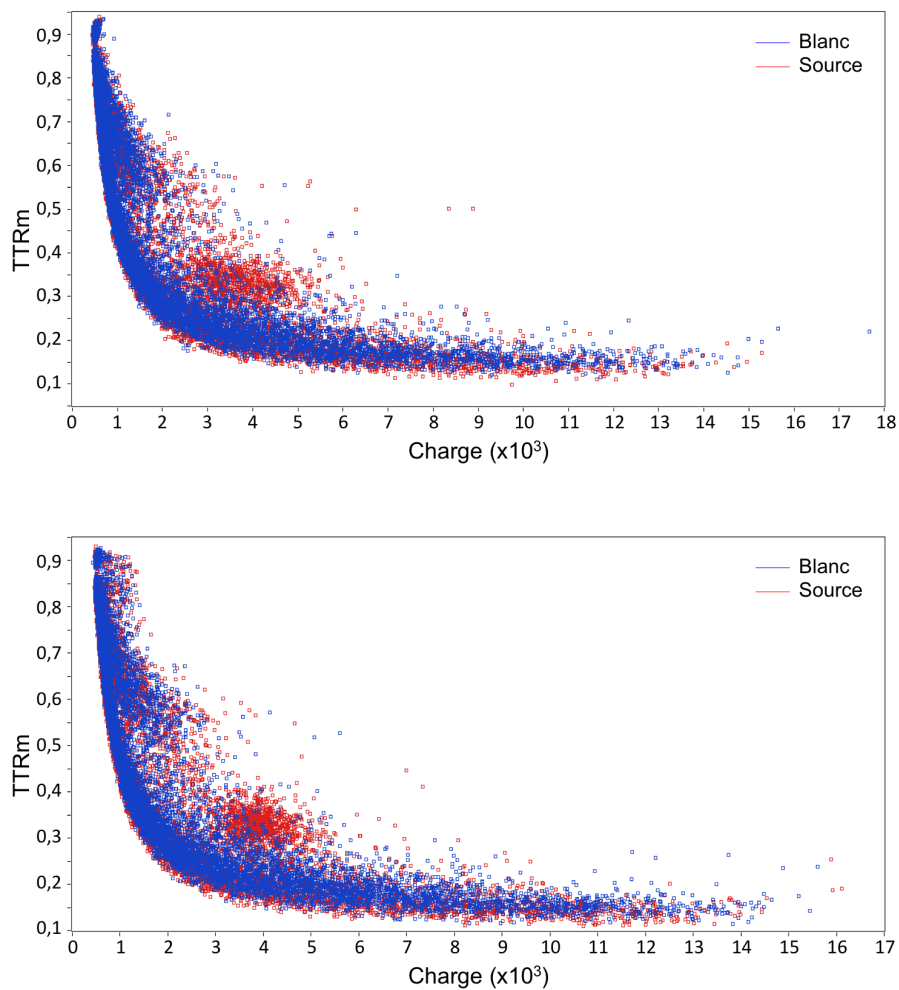 Blanc
Source
TTRm
0,9
0,8
0,7
0,6
0,5
0,4
0,3
0,2
0,1
0 1 2 3 4 5 6 7 8 9 10 11 12 13 14 15 16 17 18
Charge (x10³)
Blanc
Source
TTRm
0,9
0,8
0,7
0,6
0,5
0,4
0,3
0,2
0,1
0 1 2 3 4 5 6 7 8 9 10 11 12 13 14 15 16 17
Charge (x10³)